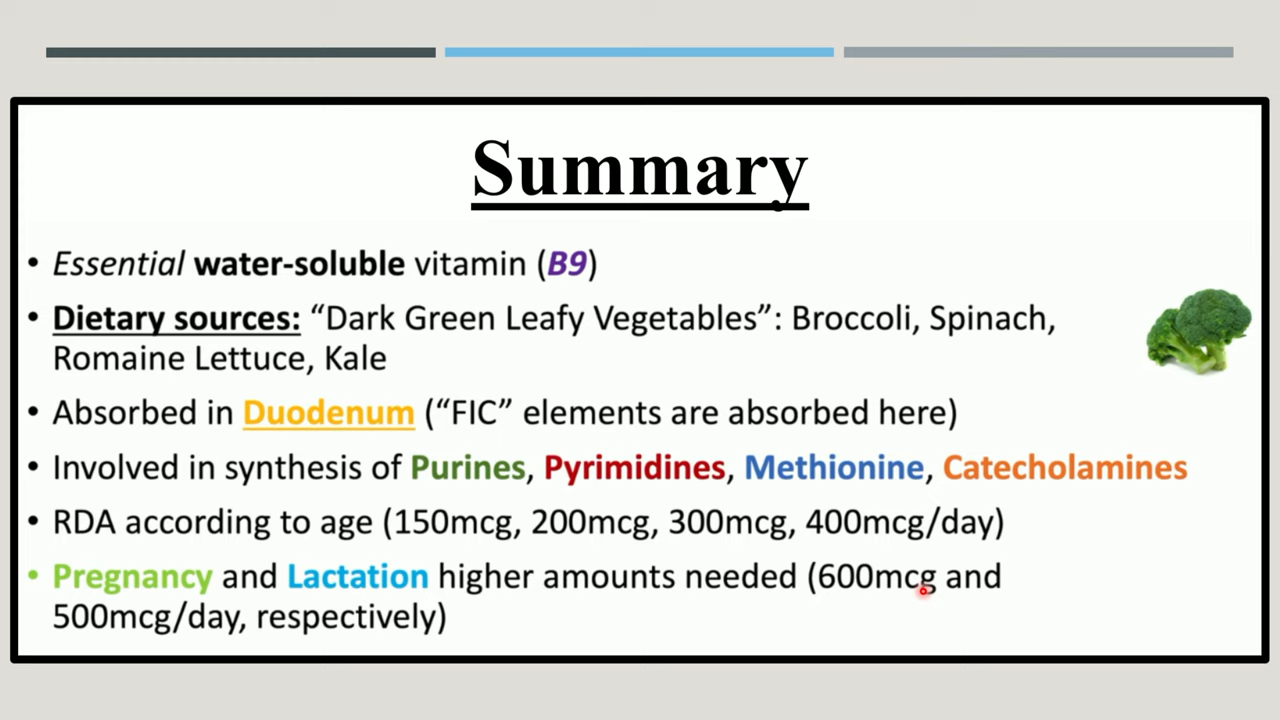 Summary
• Essential water-soluble vitamin (B9)
• Dietary sources: “Dark Green Leafy Vegetables”: Broccoli, Spinach,
Romaine Lettuce, Kale
• Absorbed in Duodenum (“FIC” elements are absorbed here)
• Involved in synthesis of Purines, Pyrimidines, Methionine, Catecholamines
• RDA according to age (150mcg, 200mcg, 300mcg, 400mcg/day)
• Pregnancy and Lactation higher amounts needed (600mcg and
500mcg/day, respectively)